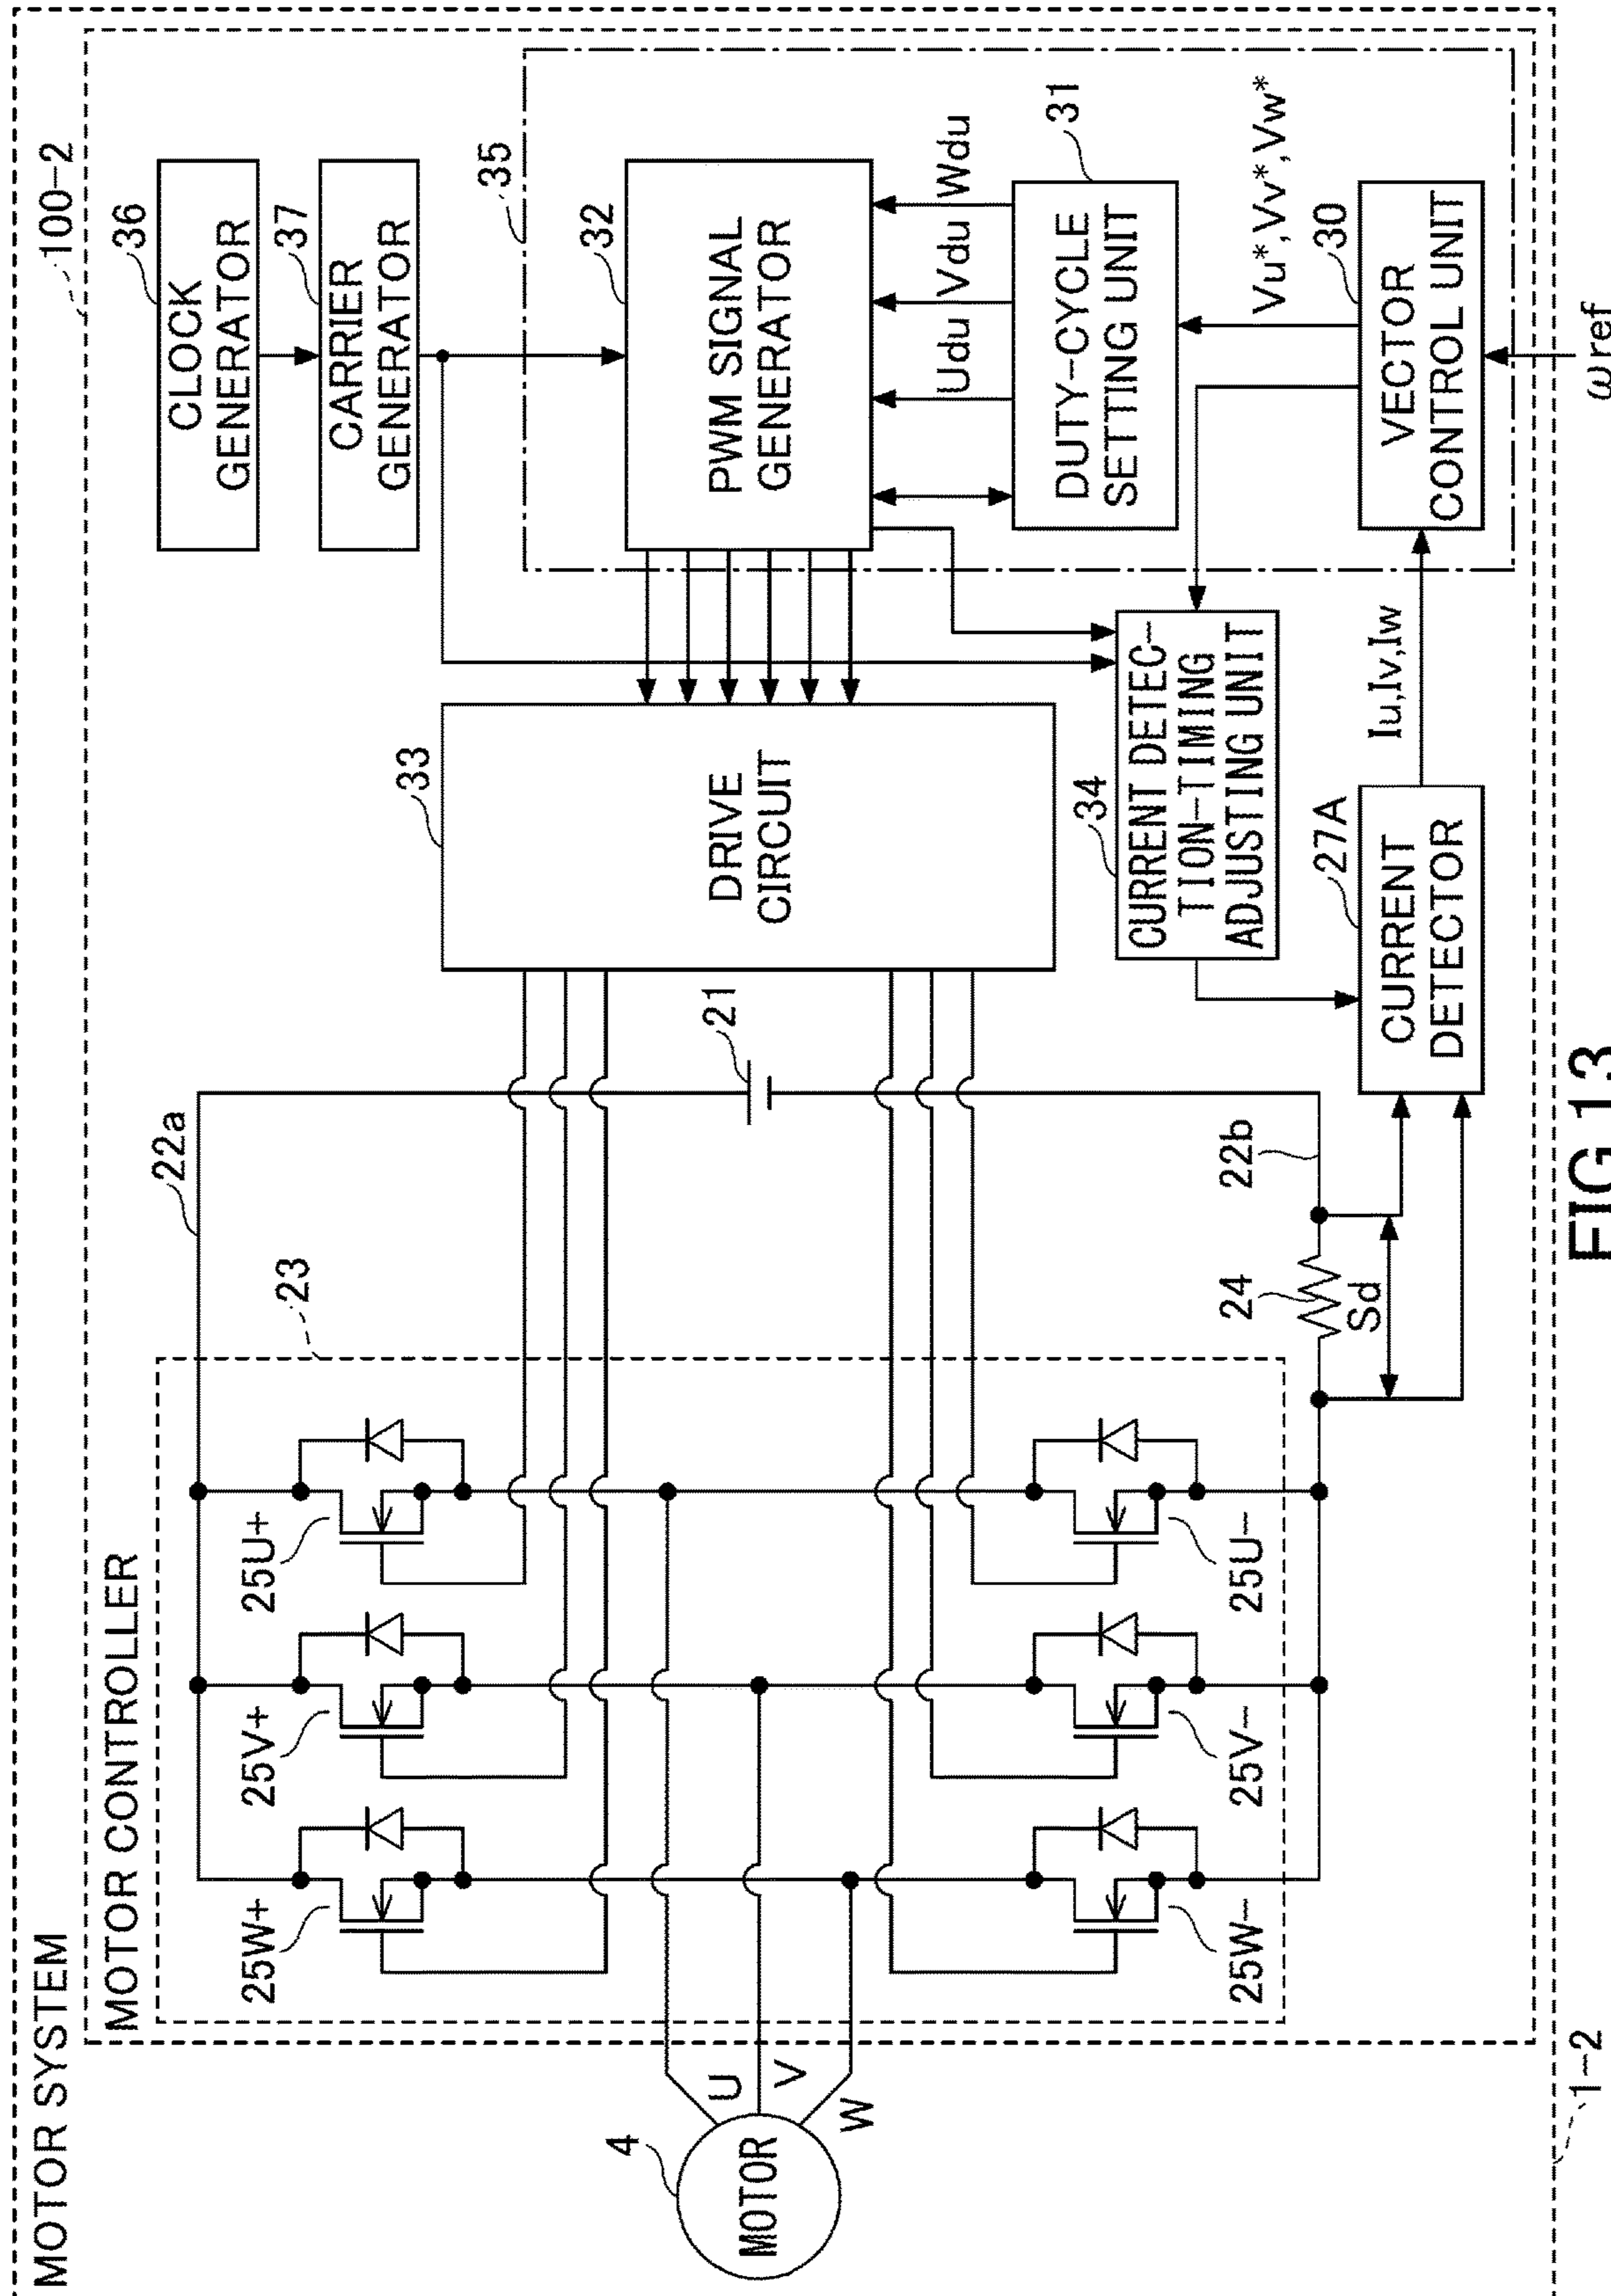 MOTOR SYSTEM
MOTOR CONTROLLER
100-2
36
CLOCK
GENERATOR
37
CARRIER
GENERATOR
35
32
PWM SIGNAL
GENERATOR
Udu
Vdu
Wdu
31
DUTY-CYCLE
SETTING UNIT
Vu*,Vv*,Vw*
30
VECTOR
CONTROL UNIT
ωref
33
DRIVE
CIRCUIT
34
CURRENT DETEC-
TION-TIMING
ADJUSTING UNIT
Iu,Iv,Iw
27A
CURRENT
DETECTOR
21
22a
22b
23
24
Sd
25W+
25V+
25U+
25W-
25V-
25U-
4
MOTOR
U
V
W
1-2
FIG.13